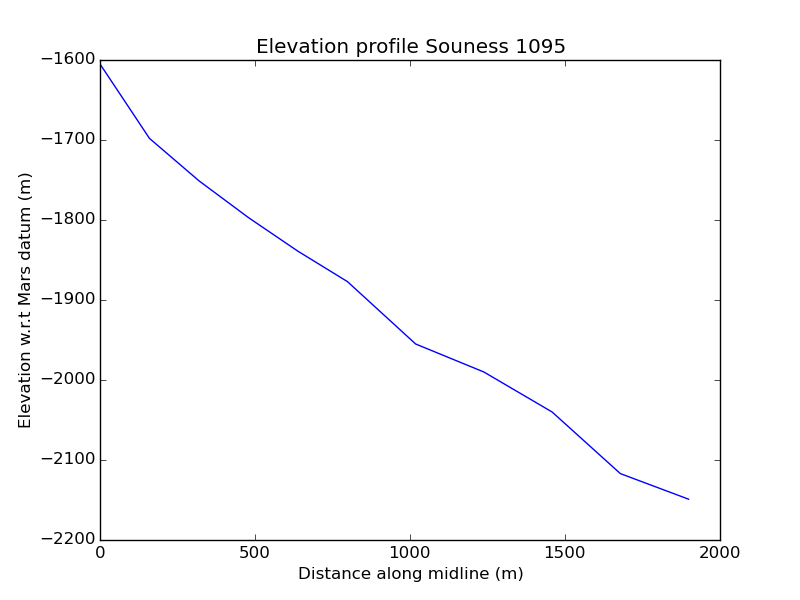 Elevation profile Souness 1095
Elevation w.r.t Mars datum (m)
−1600
−1700
−1800
−1900
−2000
−2100
−2200
0 500 1000 1500 2000
Distance along midline (m)